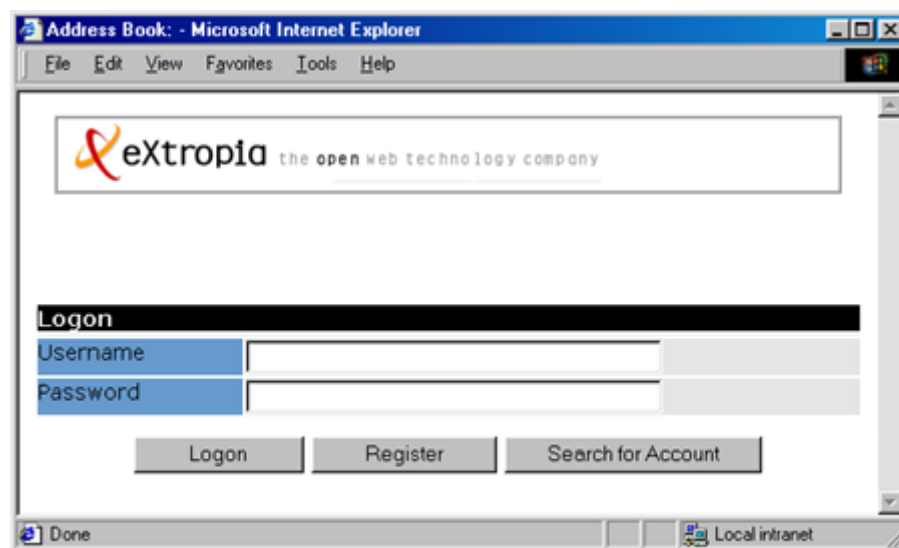 Address Book: - Microsoft Internet Explorer
File Edit View Favorites Tools Help
eXtropia the open web technology company
Logon
Username
Password
Logon Register Search for Account
Done Local intranet